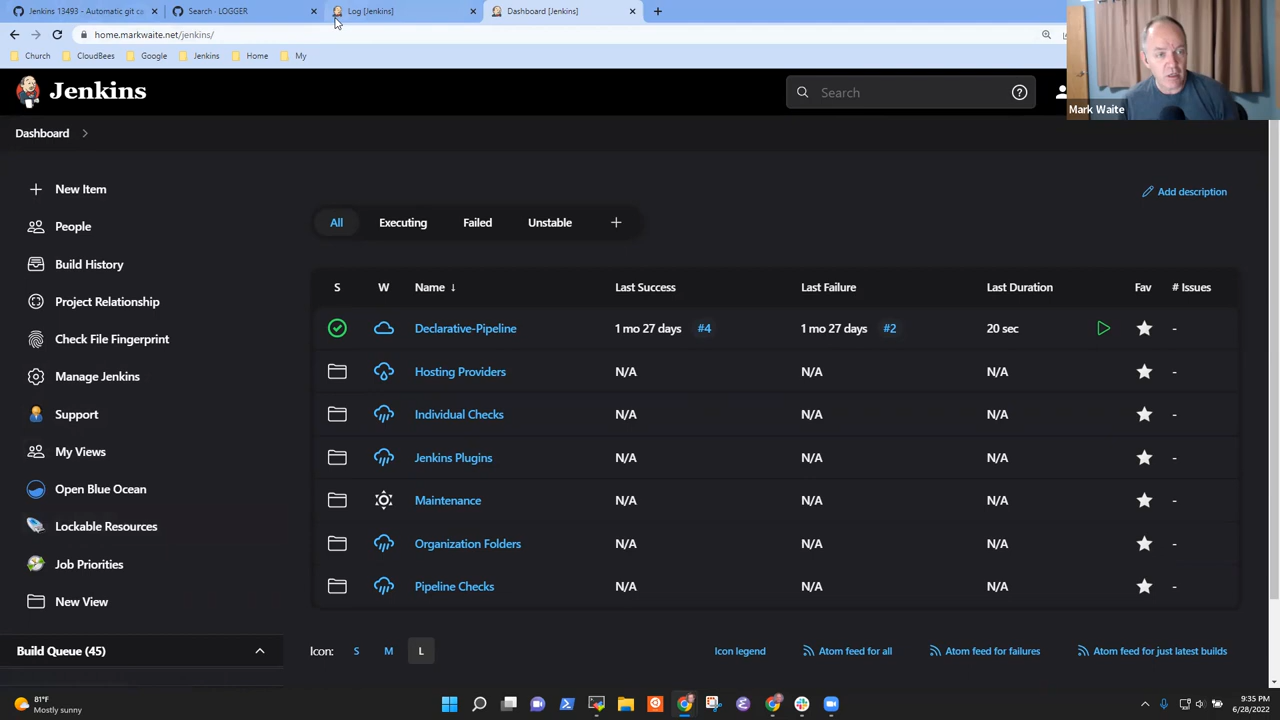 Jenkins 13493 - Automatic git ca
Search · LOGGER
Log [Jenkins]
Dashboard [Jenkins]
home.markwaite.net/jenkins/
Church
CloudBees
Google
Jenkins
Home
My
Jenkins
Search
Mark Waite
Dashboard
New Item
People
Build History
Project Relationship
Check File Fingerprint
Manage Jenkins
Support
My Views
Open Blue Ocean
Lockable Resources
Job Priorities
New View
Build Queue (45)
Add description
All Executing Failed Unstable +
S W Name ↓ Last Success Last Failure Last Duration Fav # Issues
Declarative-Pipeline 1 mo 27 days #4 1 mo 27 days #2 20 sec -
Hosting Providers N/A N/A N/A -
Individual Checks N/A N/A N/A -
Jenkins Plugins N/A N/A N/A -
Maintenance N/A N/A N/A -
Organization Folders N/A N/A N/A -
Pipeline Checks N/A N/A N/A -
Icon: S M L
Icon legend
Atom feed for all
Atom feed for failures
Atom feed for just latest builds
81°F
Mostly sunny
9:35 PM
6/28/2022